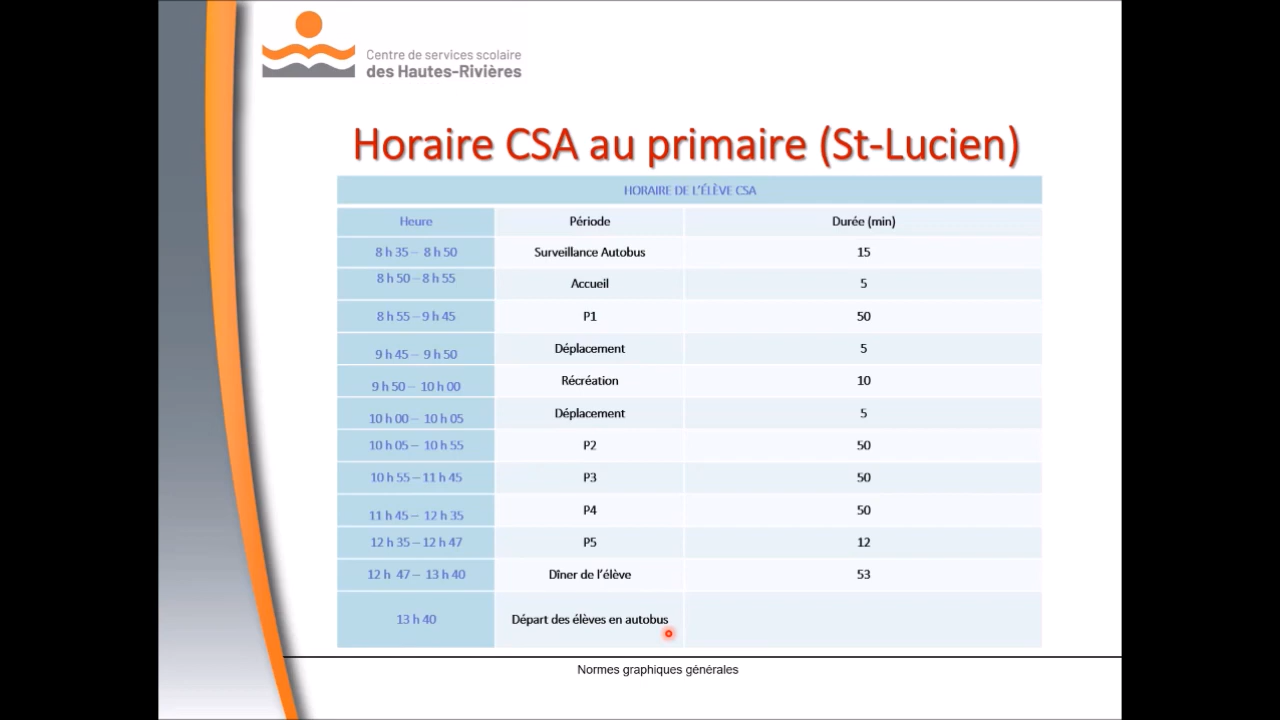 Centre de services scolaire
des Hautes-Rivières
Horaire CSA au primaire (St-Lucien)
HORAIRE DE L'ÉLÈVE CSA
Heure Période Durée (min)
8 h 35 – 8 h 50 Surveillance Autobus 15
8 h 50 – 8 h 55 Accueil 5
8 h 55 – 9 h 45 P1 50
9 h 45 – 9 h 50 Déplacement 5
9 h 50 – 10 h 00 Récréation 10
10 h 00 – 10 h 05 Déplacement 5
10 h 05 – 10 h 55 P2 50
10 h 55 – 11 h 45 P3 50
11 h 45 – 12 h 35 P4 50
12 h 35 – 12 h 47 P5 12
12 h 47 – 13 h 40 Dîner de l'élève 53
13 h 40 Départ des élèves en autobus
Normes graphiques générales